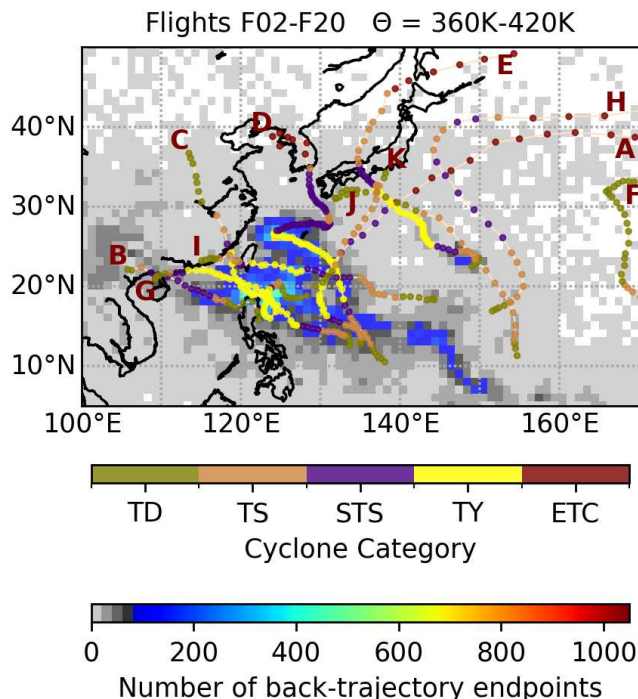 Flights F02-F20 Θ = 360K-420K
E
H
40°N
D
C
A
K
30°N
J
F
I
B
20°N
G
10°N
100°E 120°E 140°E 160°E
TD TS STS TY ETC
Cyclone Category
0 200 400 600 800 1000
Number of back-trajectory endpoints